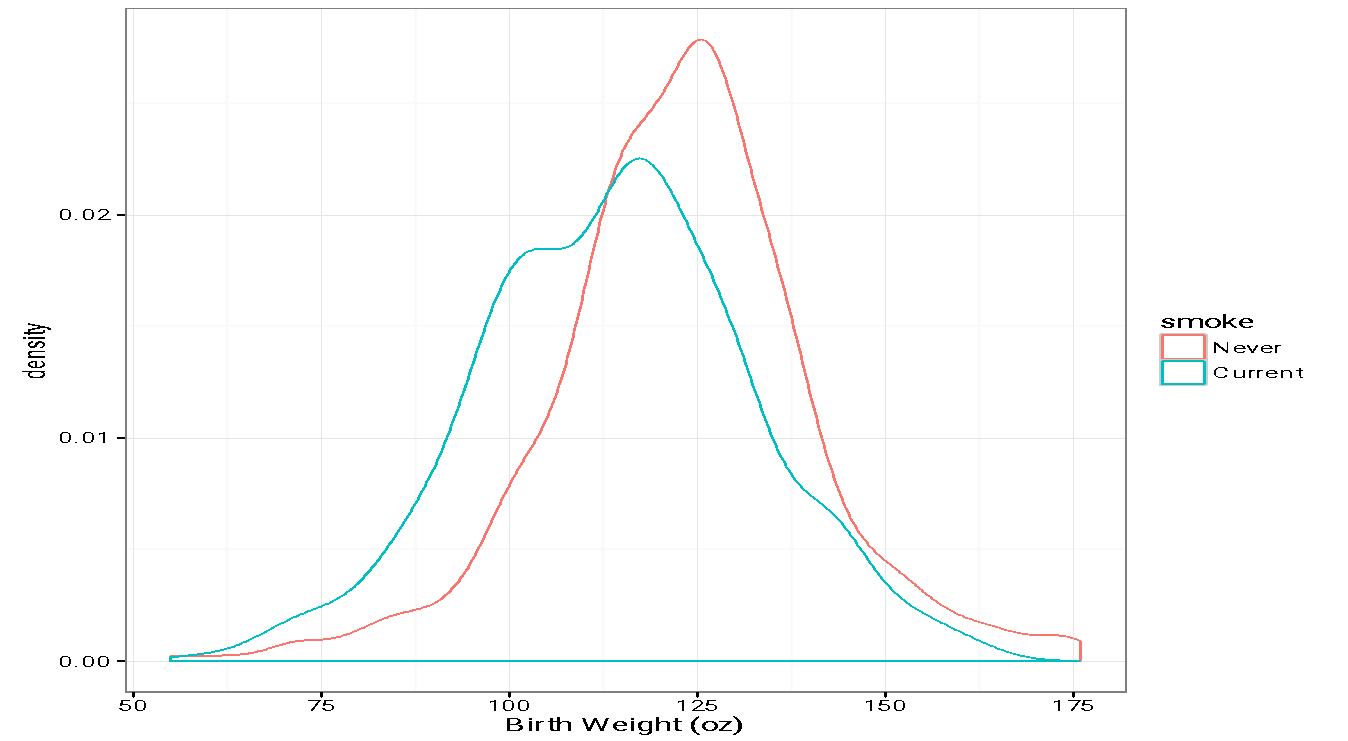 density
0.02
0.01
0.00
50 75 100 125 150 175
Birth Weight (oz)
smoke
Never
Current